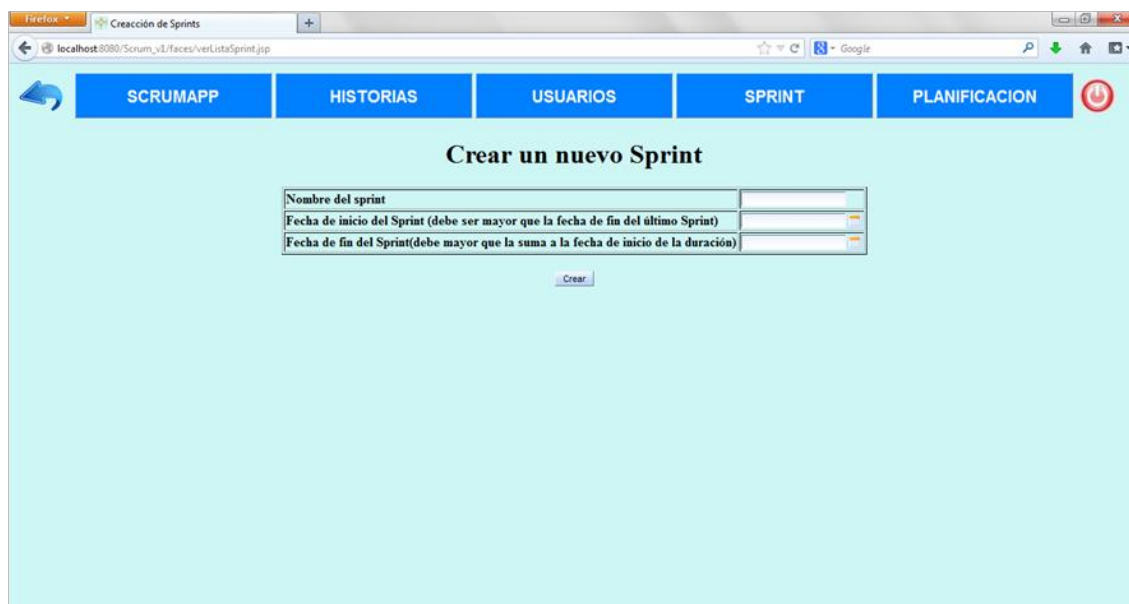 Firefox
Creacción de Sprints
localhost:8080/Scrum_v1/faces/verListaSprint.jsp
Google
SCRUMAPP HISTORIAS USUARIOS SPRINT PLANIFICACION
Crear un nuevo Sprint
Nombre del sprint
Fecha de inicio del Sprint (debe ser mayor que la fecha de fin del último Sprint)
Fecha de fin del Sprint(debe mayor que la suma a la fecha de inicio de la duración)
Crear